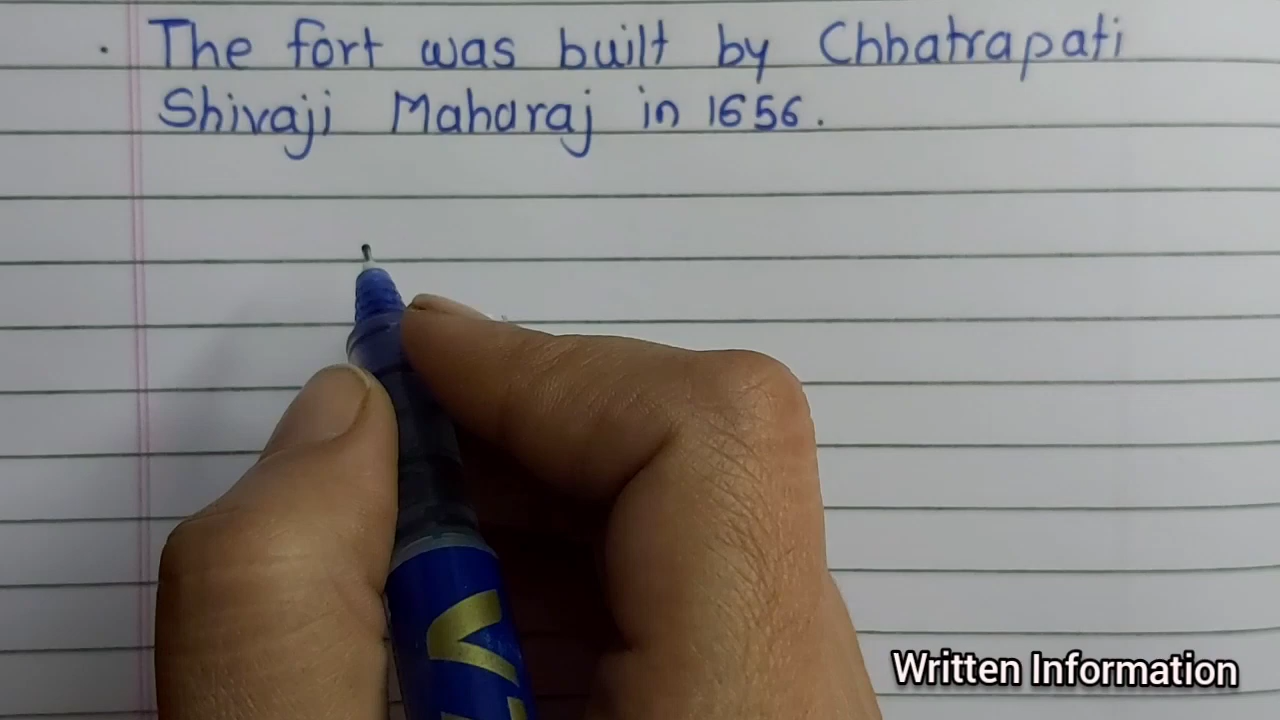 . The fort was built by Chhatrapati
Shivaji Maharaj in 1656.
Written Information